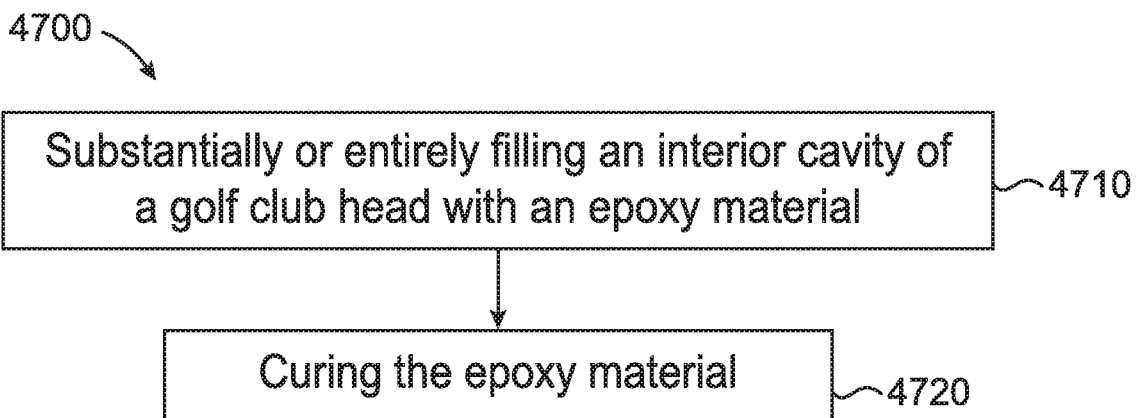 4700
Substantially or entirely filling an interior cavity of
a golf club head with an epoxy material
4710
Curing the epoxy material
4720